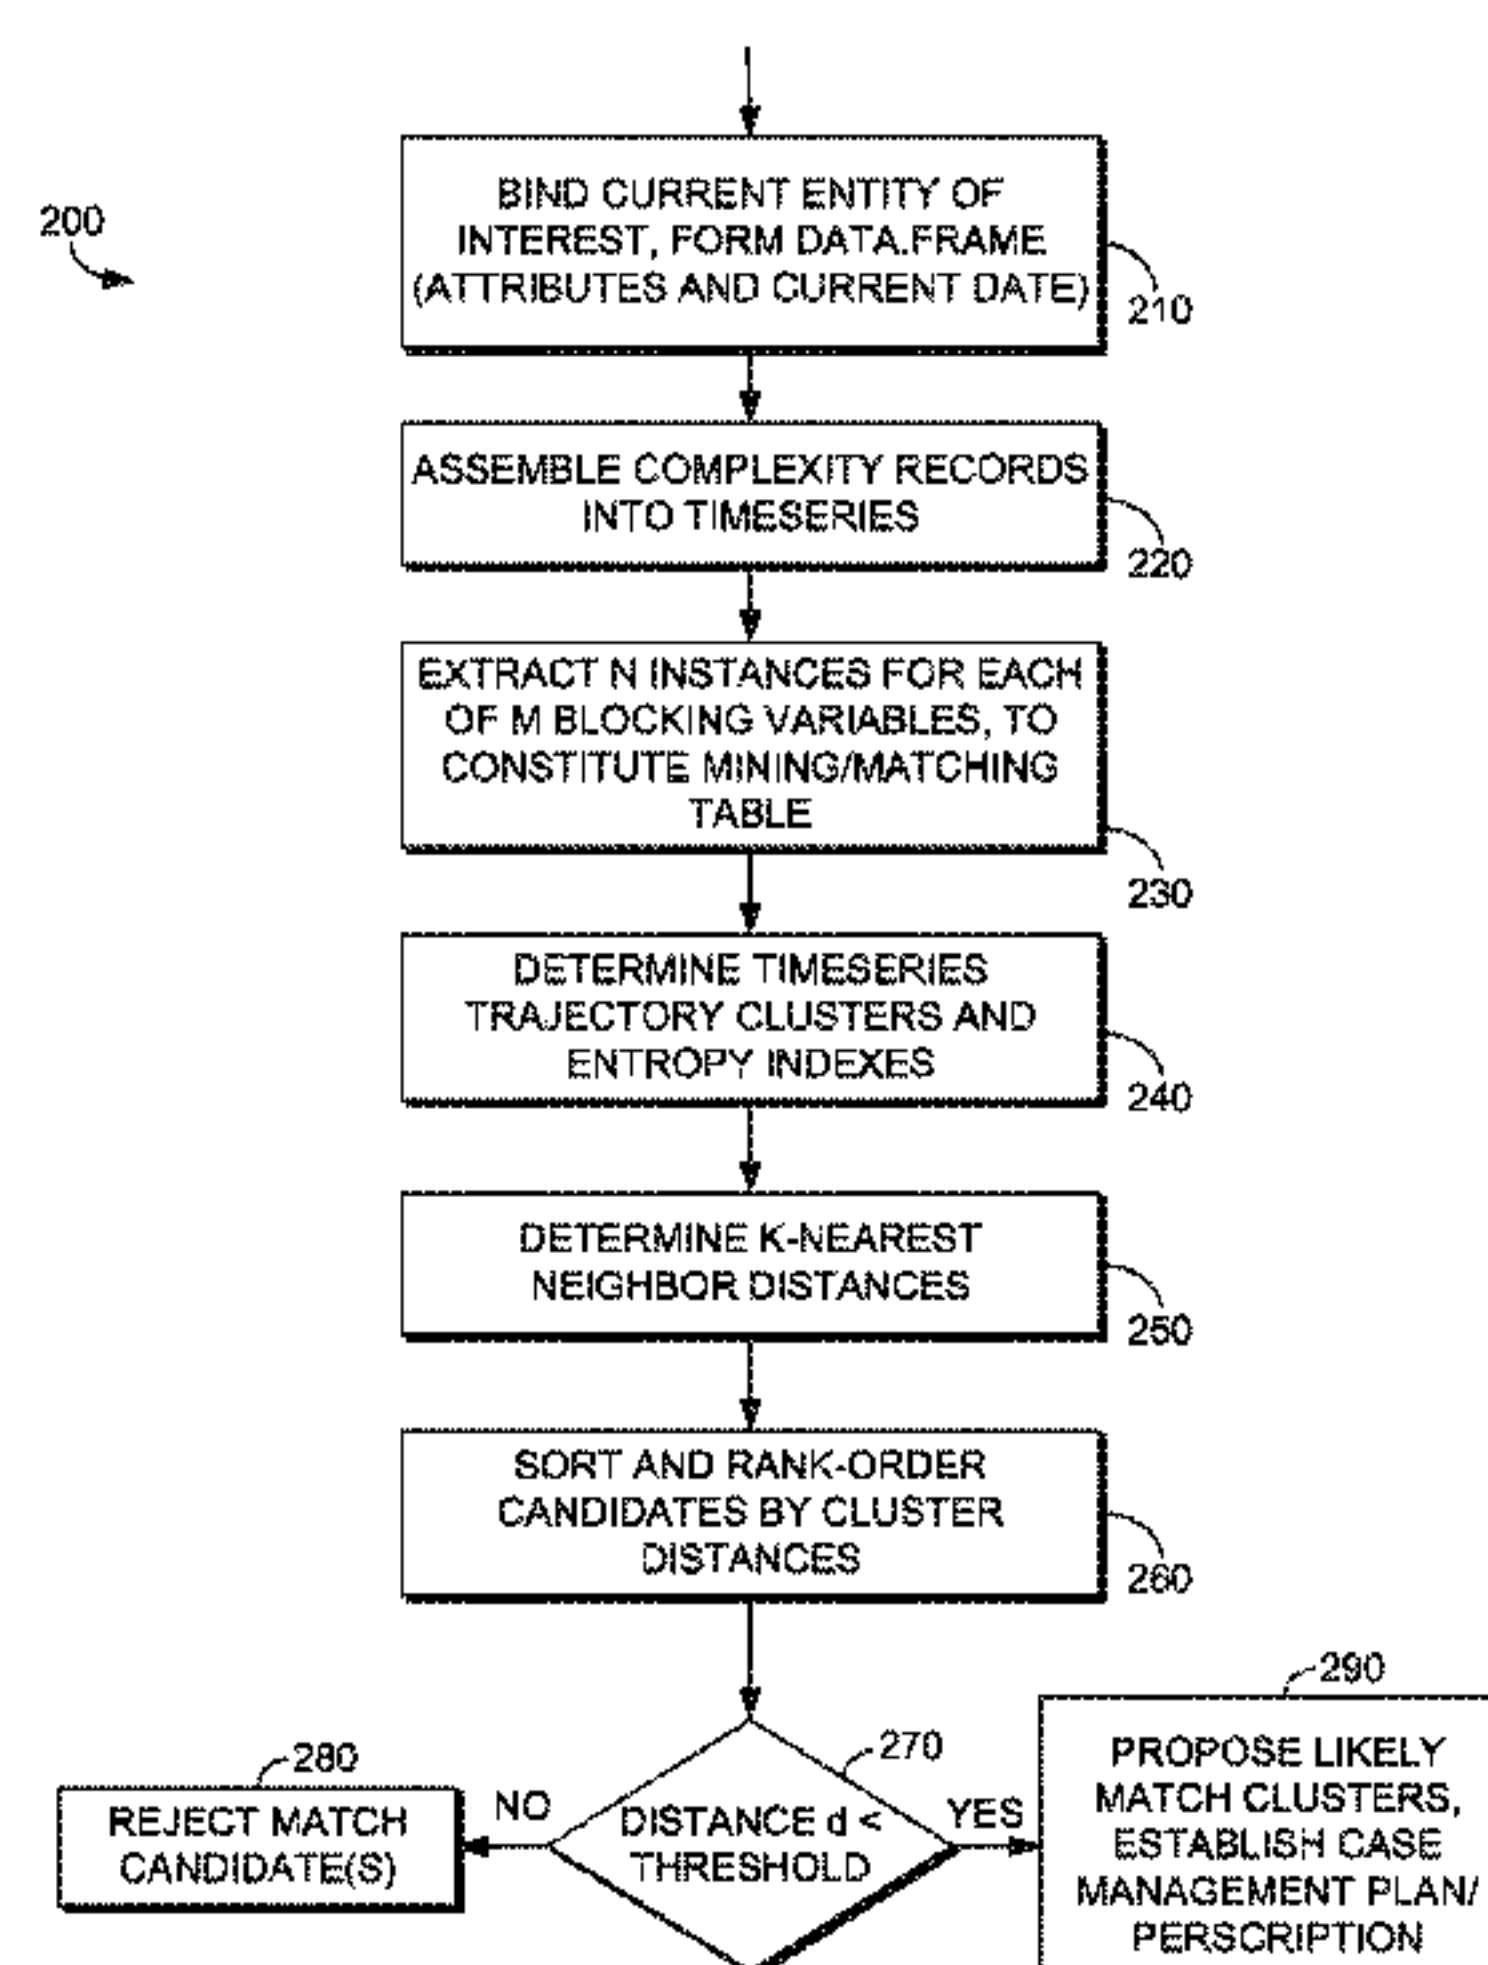 200
BIND CURRENT ENTITY OF
INTEREST, FORM DATA.FRAME
(ATTRIBUTES AND CURRENT DATE)
210
ASSEMBLE COMPLEXITY RECORDS
INTO TIMESERIES
220
EXTRACT N INSTANCES FOR EACH
OF M BLOCKING VARIABLES, TO
CONSTITUTE MINING/MATCHING
TABLE
230
DETERMINE TIMESERIES
TRAJECTORY CLUSTERS AND
ENTROPY INDEXES
240
DETERMINE K-NEAREST
NEIGHBOR DISTANCES
250
SORT AND RANK-ORDER
CANDIDATES BY CLUSTER
DISTANCES
260
280
REJECT MATCH
CANDIDATE(S)
NO
270
DISTANCE d <
THRESHOLD
YES
290
PROPOSE LIKELY
MATCH CLUSTERS,
ESTABLISH CASE
MANAGEMENT PLAN/
PERSCRIPTION